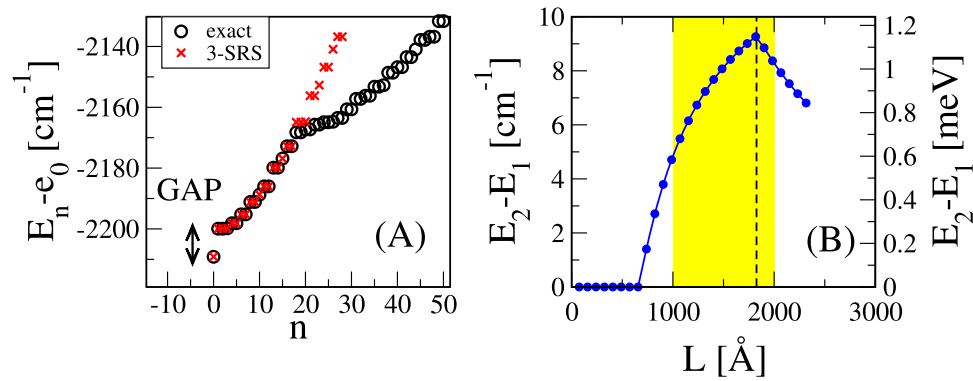 E_n-e_0 [cm^-1]
-2140
-2160
-2180
-2200
exact
3-SRS
GAP
(A)
-10 0 10 20 30 40 50
n
E_2-E_1 [cm^-1]
10
8
6
4
2
0
(B)
0 1000 2000 3000
L [Å]
1.2
1
0.8
0.6
0.4
0.2
0
E_2-E_1 [meV]